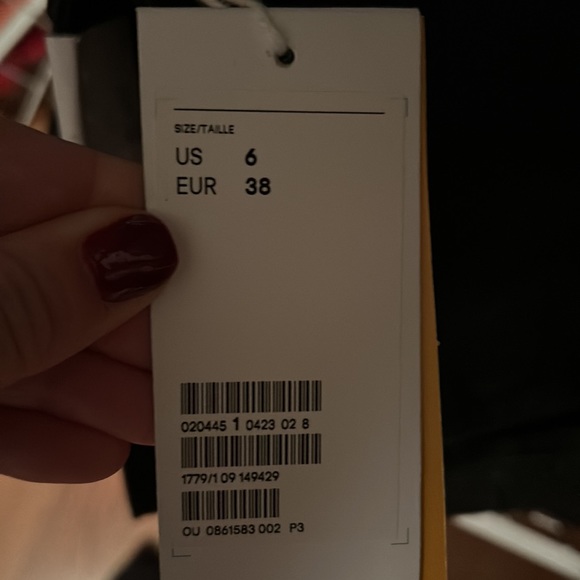 SIZE/TAILLE
US 6
EUR 38
020445 1 0423 02 8
1779/1 09 149429
OU 0861583 002 P3